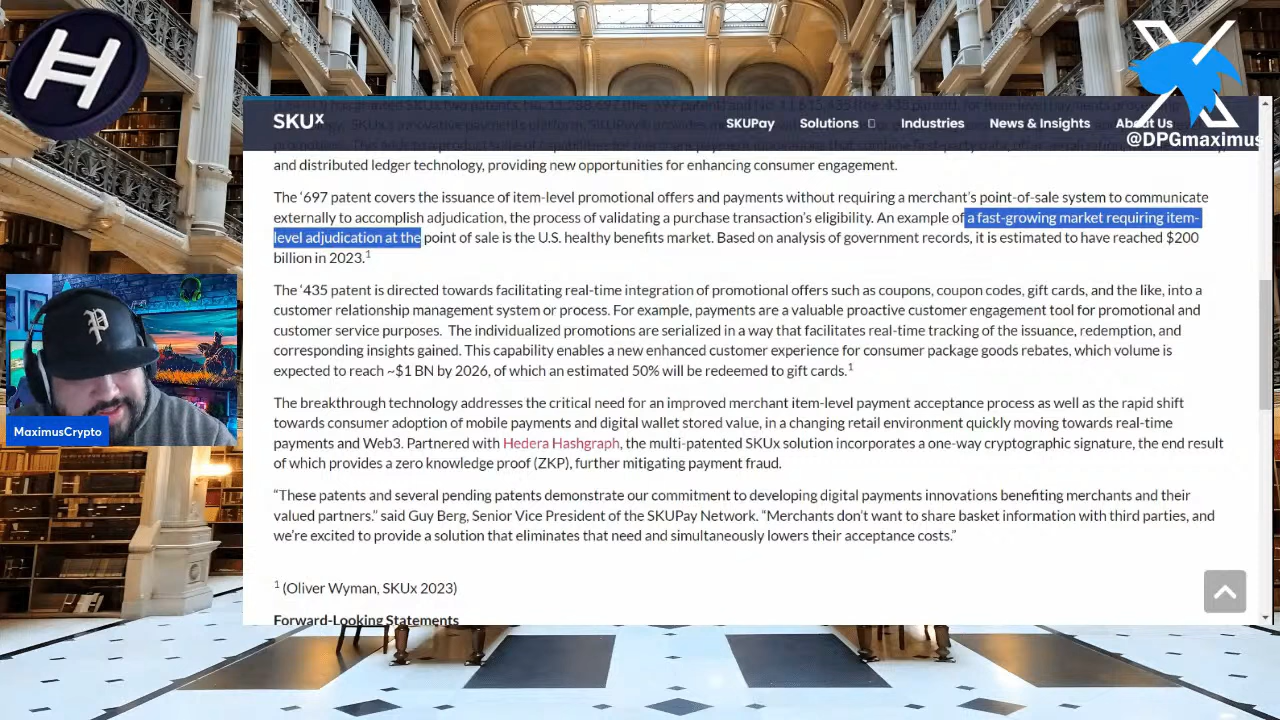 SKUx
SKUPay
Solutions
Industries
News & Insights
About Us
@DPGmaximus
and distributed ledger technology, providing new opportunities for enhancing consumer engagement.
The ‘697 patent covers the issuance of item-level promotional offers and payments without requiring a merchant’s point-of-sale system to communicate
externally to accomplish adjudication, the process of validating a purchase transaction’s eligibility. An example of a fast-growing market requiring item-
level adjudication at the point of sale is the U.S. healthy benefits market. Based on analysis of government records, it is estimated to have reached $200
billion in 2023.1
The ‘435 patent is directed towards facilitating real-time integration of promotional offers such as coupons, coupon codes, gift cards, and the like, into a
customer relationship management system or process. For example, payments are a valuable proactive customer engagement tool for promotional and
customer service purposes. The individualized promotions are serialized in a way that facilitates real-time tracking of the issuance, redemption, and
corresponding insights gained. This capability enables a new enhanced customer experience for consumer package goods rebates, which volume is
expected to reach ~$1 BN by 2026, of which an estimated 50% will be redeemed to gift cards.1
The breakthrough technology addresses the critical need for an improved merchant item-level payment acceptance process as well as the rapid shift
towards consumer adoption of mobile payments and digital wallet stored value, in a changing retail environment quickly moving towards real-time
payments and Web3. Partnered with Hedera Hashgraph, the multi-patented SKUx solution incorporates a one-way cryptographic signature, the end result
of which provides a zero knowledge proof (ZKP), further mitigating payment fraud.
“These patents and several pending patents demonstrate our commitment to developing digital payments innovations benefiting merchants and their
valued partners.” said Guy Berg, Senior Vice President of the SKUPay Network. “Merchants don’t want to share basket information with third parties, and
we’re excited to provide a solution that eliminates that need and simultaneously lowers their acceptance costs.”
1 (Oliver Wyman, SKUx 2023)
Forward-Looking Statements
P
MaximusCrypto